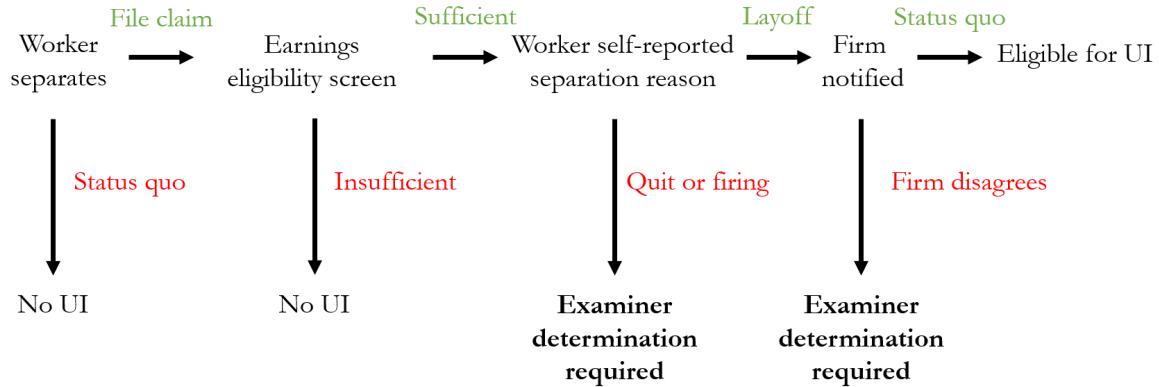 File claim
Sufficient
Layoff
Status quo
Worker
separates
Earnings
eligibility screen
Worker self-reported
separation reason
Firm
notified
Eligible for UI
Status quo
Insufficient
Quit or firing
Firm disagrees
No UI
No UI
Examiner
determination
required
Examiner
determination
required